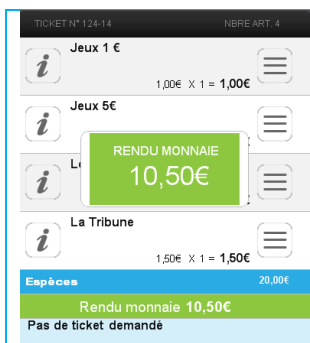 TICKET N° 124-14 NBRE ART. 4
Jeux 1 €
1,00€ X 1 = 1,00€
Jeux 5€
RENDU MONNAIE
10,50€
La Tribune
1,50€ X 1 = 1,50€
Espèces 20,00€
Rendu monnaie 10,50€
Pas de ticket demandé